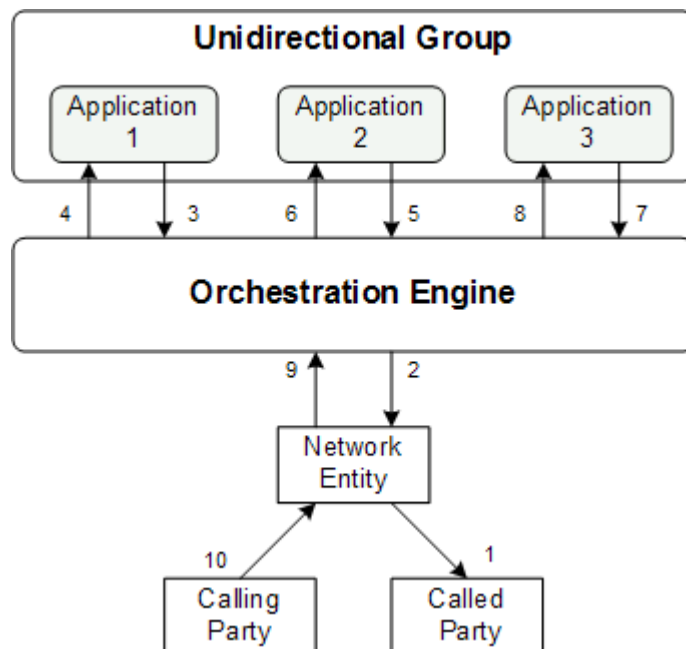 Unidirectional Group
Application
1
Application
2
Application
3
4
3
6
5
8
7
Orchestration Engine
9
2
Network
Entity
10
1
Calling
Party
Called
Party